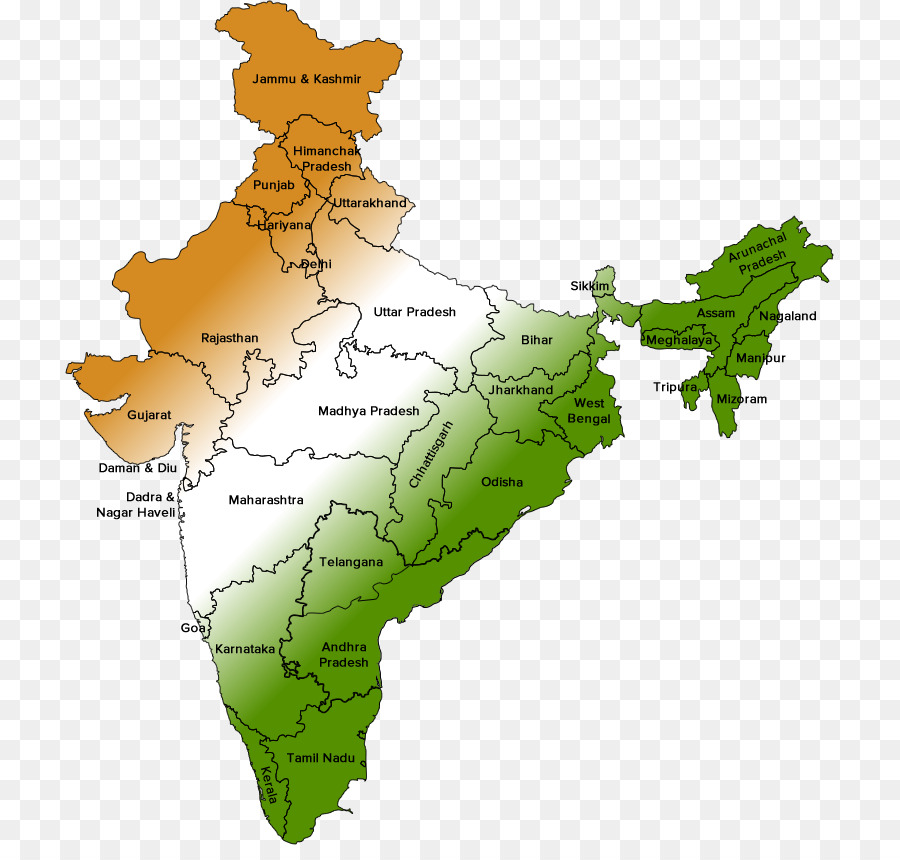 Jammu & Kashmir
Himanchak
Pradesh
Punjab
Uttarakhand
Hariyana
Delhi
Arunachal
Pradesh
Sikkim
Uttar Pradesh
Assam
Nagaland
Rajasthan
Bihar
Meghalaya
Manipur
Jharkhand
Tripura
Mizoram
Gujarat
Madhya Pradesh
West
Bengal
Chhattisgarh
Daman & Diu
Odisha
Dadra &
Nagar Haveli
Maharashtra
Telangana
Goa
Karnataka
Andhra
Pradesh
Tamil Nadu
Kerala